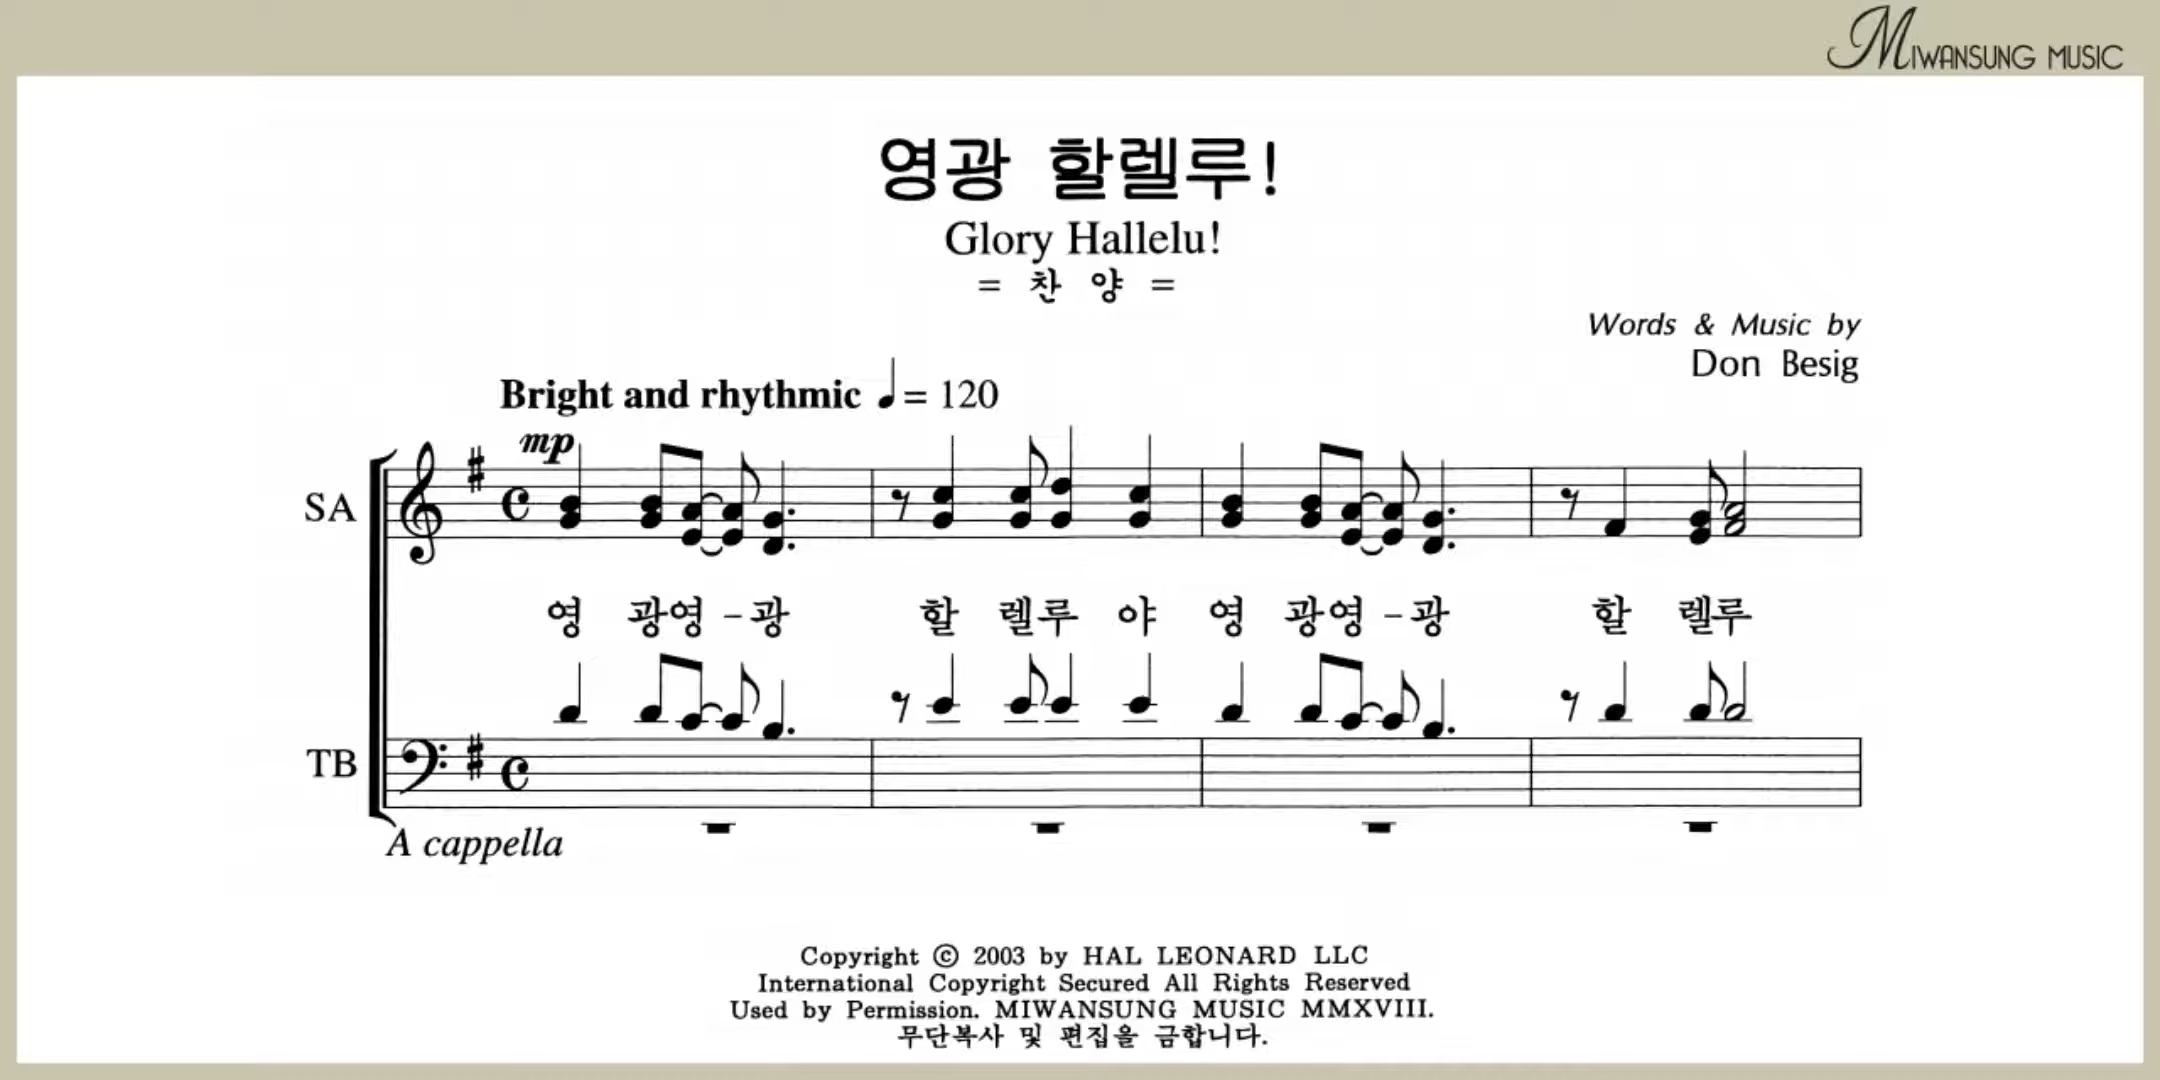 MIWANSUNG MUSIC
영광 할렐루!
Glory Hallelu!
= 찬 양 =
Words & Music by
Don Besig
Bright and rhythmic ♩= 120
mp
SA
영 광영 - 광 할 렐루 야 영 광영 - 광 할 렐루
TB
A cappella
Copyright ⓒ 2003 by HAL LEONARD LLC
International Copyright Secured All Rights Reserved
Used by Permission. MIWANSUNG MUSIC MMXVIII.
무단복사 및 편집을 금합니다.